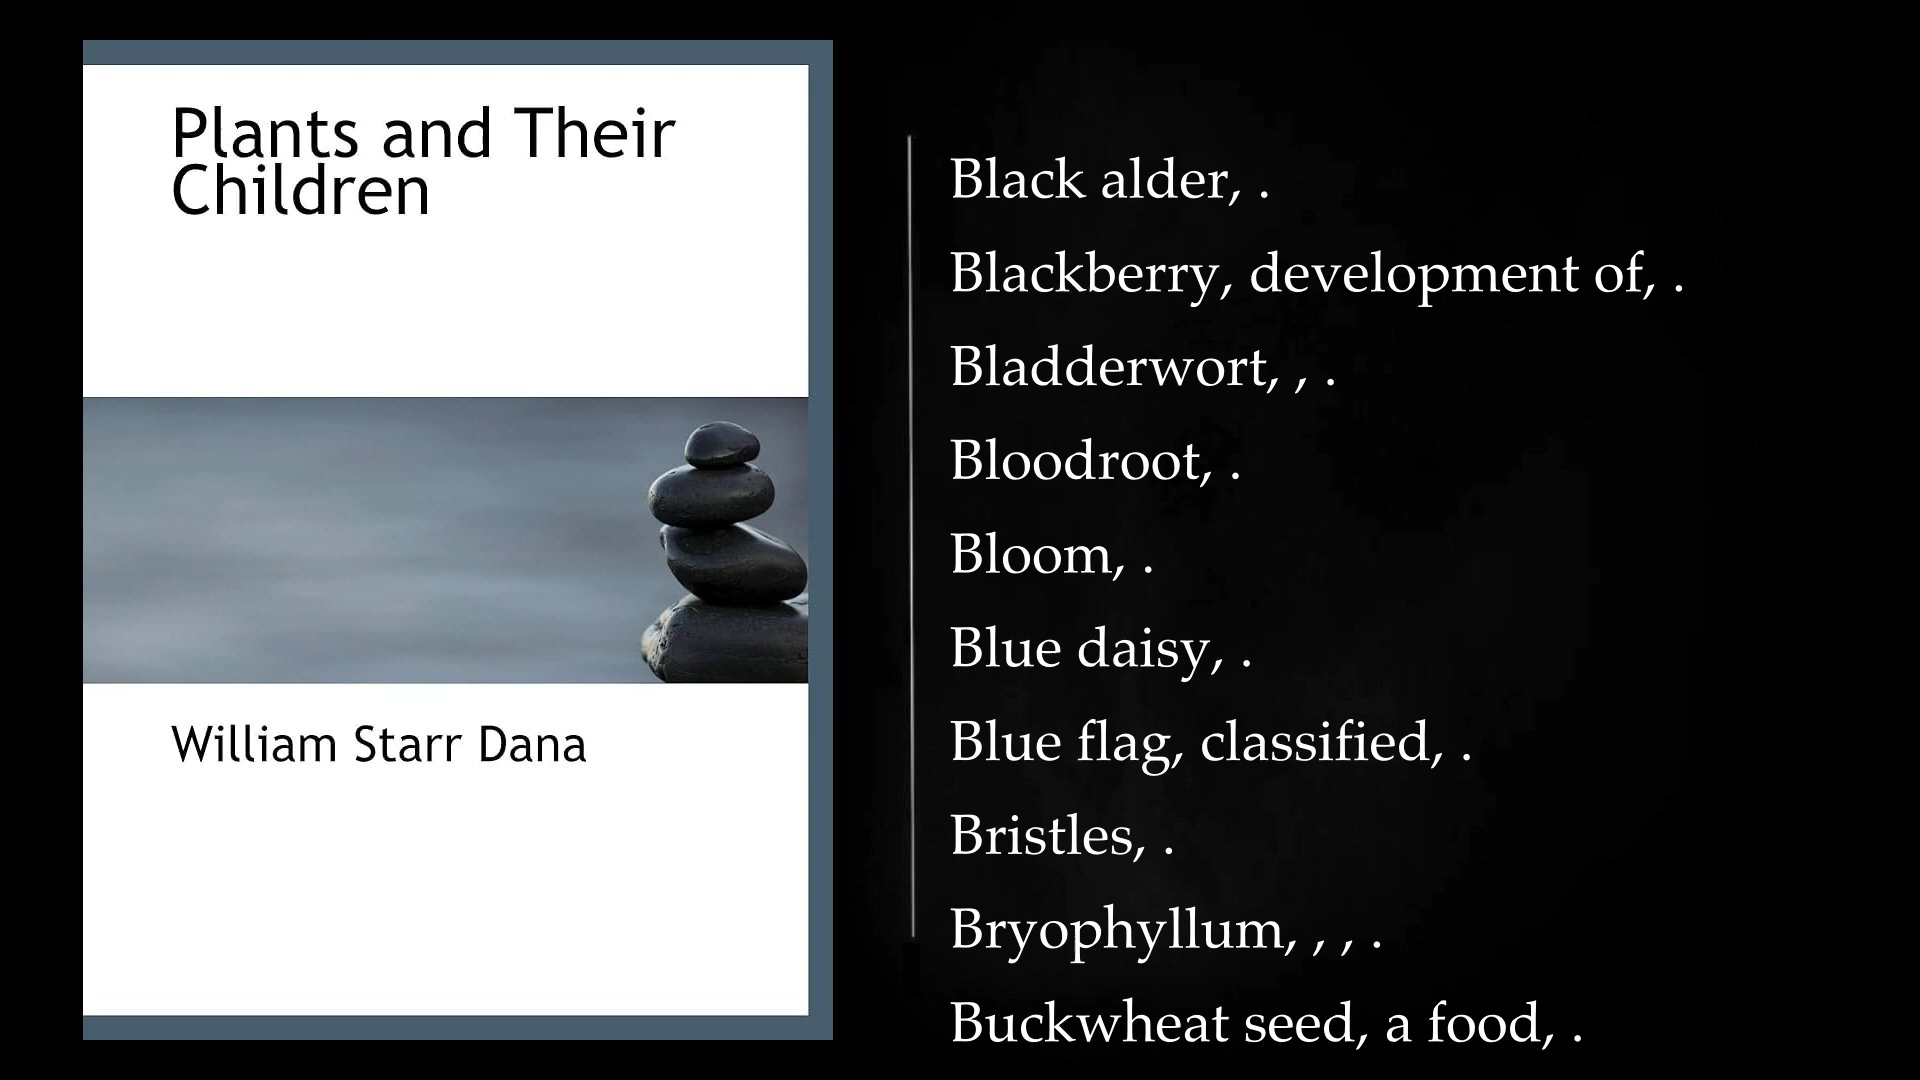 Plants and Their
Children
William Starr Dana
Black alder, .
Blackberry, development of, .
Bladderwort, , .
Bloodroot, .
Bloom, .
Blue daisy, .
Blue flag, classified, .
Bristles, .
Bryophyllum, , , .
Buckwheat seed, a food, .